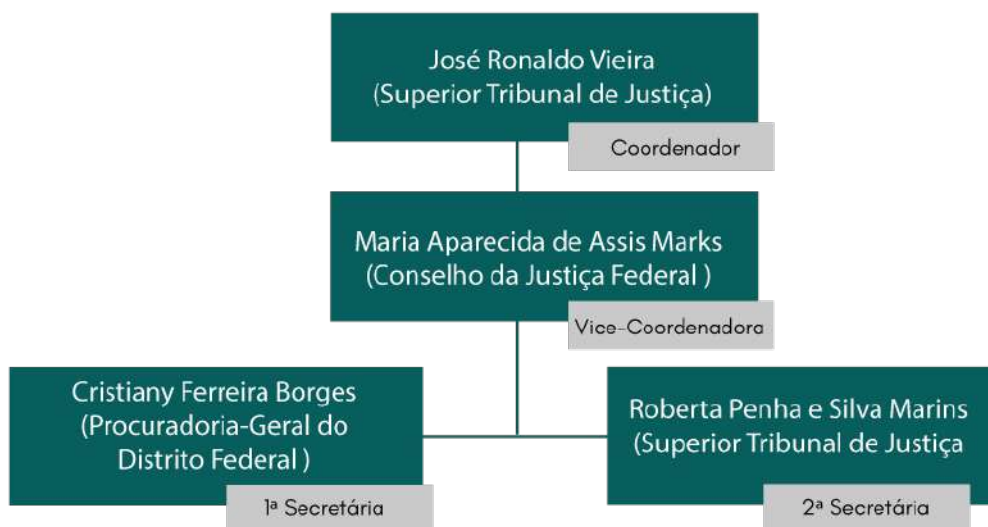 José Ronaldo Vieira
(Superior Tribunal de Justiça)
Coordenador
Maria Aparecida de Assis Marks
(Conselho da Justiça Federal )
Vice-Coordenadora
Cristiany Ferreira Borges
(Procuradoria-Geral do
Distrito Federal )
1ª Secretária
Roberta Penha e Silva Marins
(Superior Tribunal de Justiça
2ª Secretária